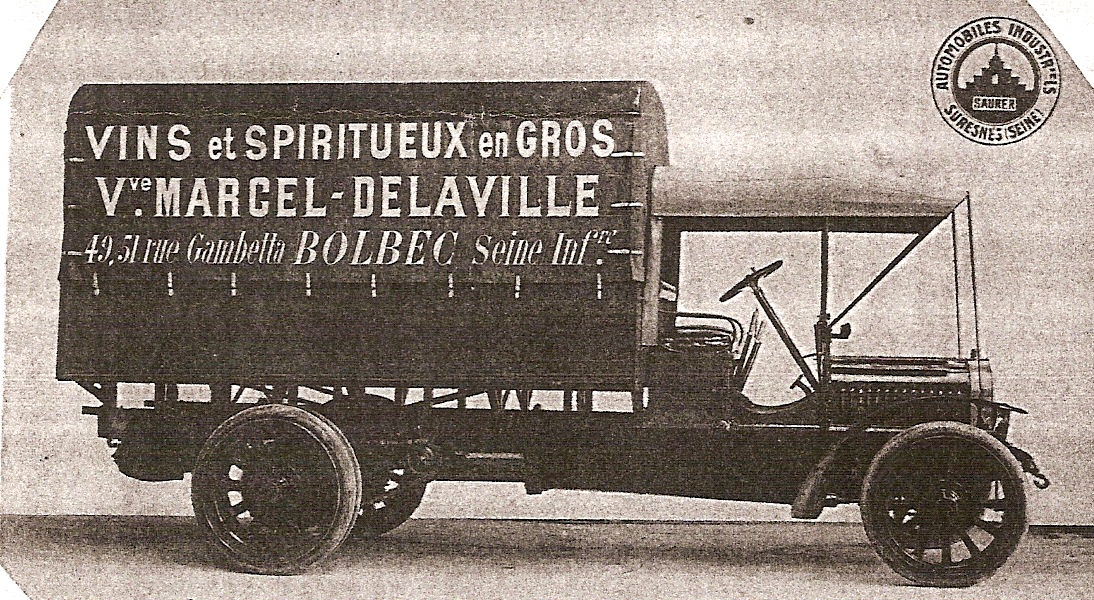 VINS et SPIRITUEUX en GROS
Vve. MARCEL-DELAVILLE
49,51 rue Gambetta BOLBEC Seine Infre.
AUTOMOBILES INDUSTRIELS
SAURER
SURESNES (SEINE)